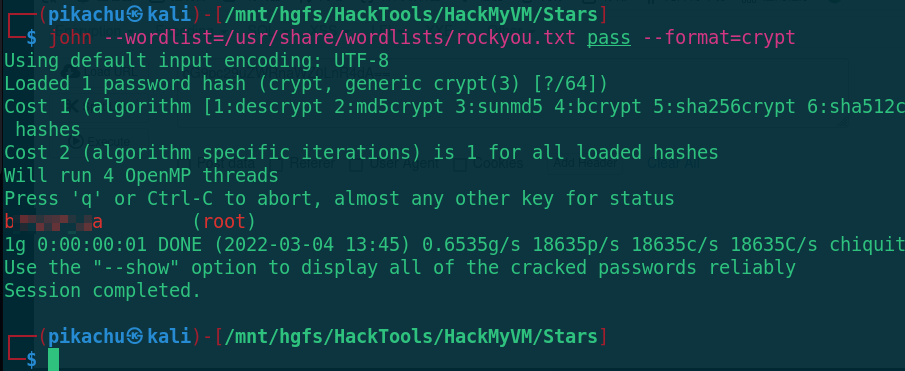 ┌──(pikachu㉿kali)-[/mnt/hgfs/HackTools/HackMyVM/Stars]
└─$ john --wordlist=/usr/share/wordlists/rockyou.txt pass --format=crypt
Using default input encoding: UTF-8
Loaded 1 password hash (crypt, generic crypt(3) [?/64])
Cost 1 (algorithm [1:descrypt 2:md5crypt 3:sunmd5 4:bcrypt 5:sha256crypt 6:sha512c
hashes
Cost 2 (algorithm specific iterations) is 1 for all loaded hashes
Will run 4 OpenMP threads
Press 'q' or Ctrl-C to abort, almost any other key for status
(root)
1g 0:00:00:01 DONE (2022-03-04 13:45) 0.6535g/s 18635p/s 18635c/s 18635C/s chiquit
Use the "--show" option to display all of the cracked passwords reliably
Session completed.
┌──(pikachu㉿kali)-[/mnt/hgfs/HackTools/HackMyVM/Stars]
└─$